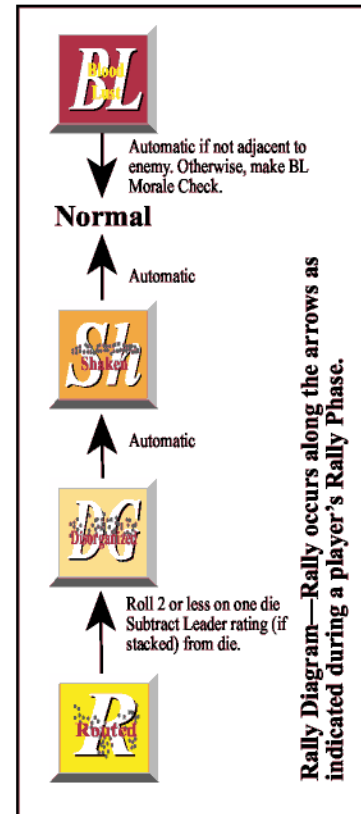 BL
Blood
Lust
Automatic if not adjacent to
enemy. Otherwise, make BL
Morale Check.
Normal
Automatic
Sh
Shaken
Automatic
DG
Disorganized
Roll 2 or less on one die
Subtract Leader rating (if
stacked) from die.
R
Routed
Rally Diagram—Rally occurs along the arrows as
indicated during a player's Rally Phase.